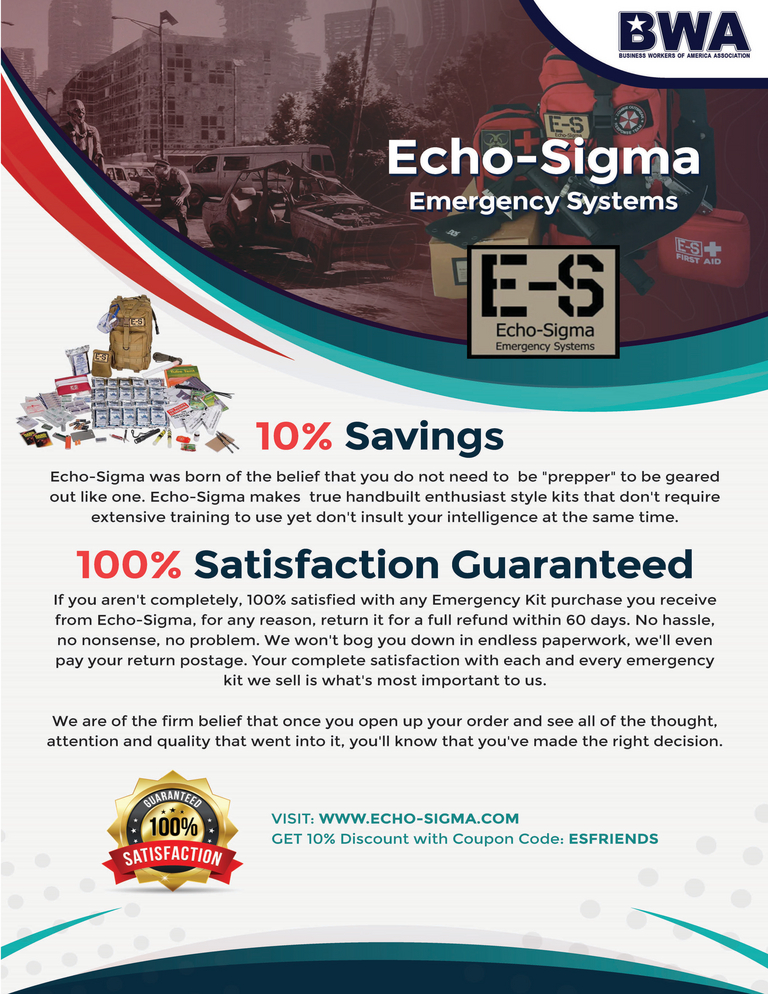 BWA
BUSINESS WORKERS OF AMERICA ASSOCIATION
E-S
Echo-Sigma
Emergency Systems
E-S
FIRST AID
E-S
Echo-Sigma
Emergency Systems
E-S
E-S
10% Savings
Echo-Sigma was born of the belief that you do not need to  be "prepper" to be geared
out like one. Echo-Sigma makes  true handbuilt enthusiast style kits that don't require
extensive training to use yet don't insult your intelligence at the same time.
100% Satisfaction Guaranteed
If you aren't completely, 100% satisfied with any Emergency Kit purchase you receive
from Echo-Sigma, for any reason, return it for a full refund within 60 days. No hassle,
no nonsense, no problem. We won't bog you down in endless paperwork, we'll even
pay your return postage. Your complete satisfaction with each and every emergency
kit we sell is what's most important to us.
We are of the firm belief that once you open up your order and see all of the thought,
attention and quality that went into it, you'll know that you've made the right decision.
GUARANTEED
100%
SATISFACTION
VISIT: WWW.ECHO-SIGMA.COM
GET 10% Discount with Coupon Code: ESFRIENDS